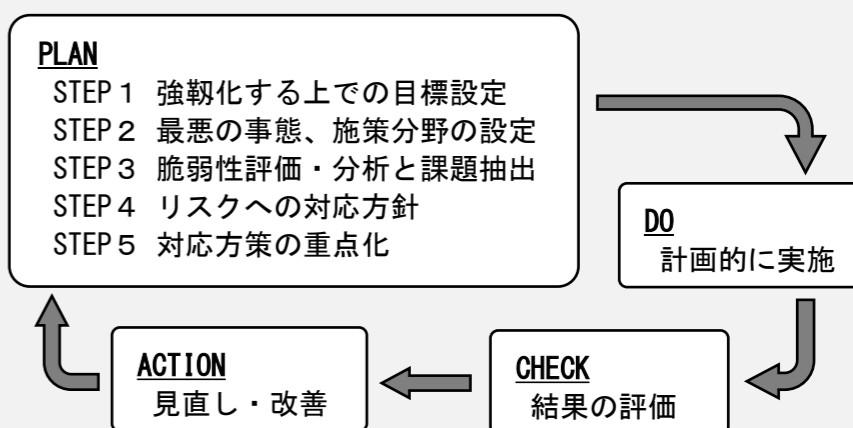 PLAN
STEP１ 強靱化する上での目標設定
STEP２ 最悪の事態、施策分野の設定
STEP３ 脆弱性評価・分析と課題抽出
STEP４ リスクへの対応方針
STEP５ 対応方策の重点化
DO
計画的に実施
CHECK
結果の評価
ACTION
見直し・改善